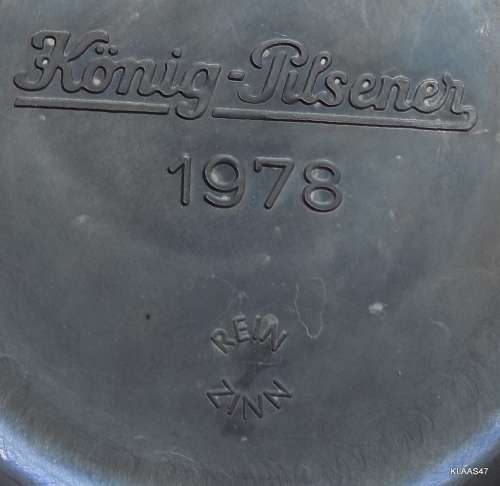 König-Pilsener
1978
REIN
ZINN
KLAAS47